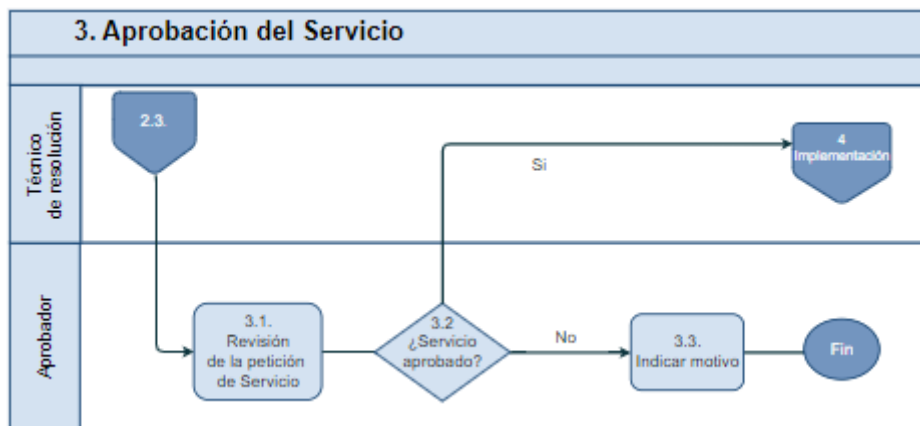 3. Aprobación del Servicio
Técnico
de resolución
2.3.
Si
4
Implementación
Aprobador
3.1.
Revisión
de la petición
de Servicio
3.2
¿Servicio
aprobado?
No
3.3.
Indicar motivo
Fin